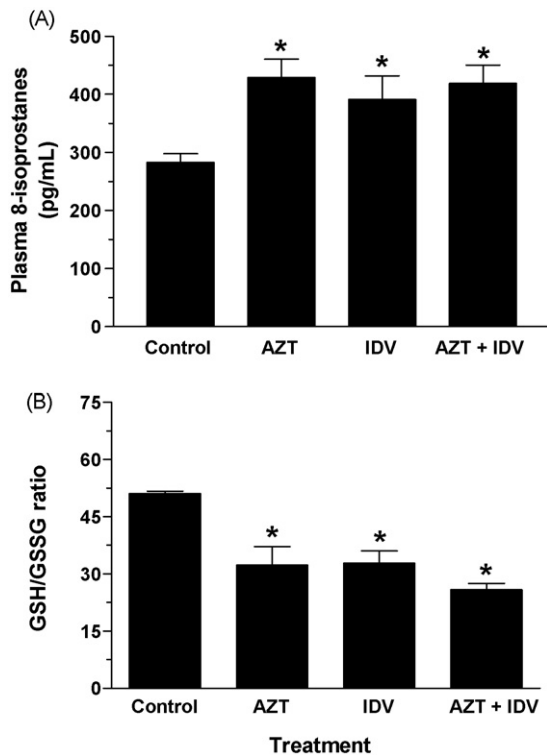 (A)
Plasma 8-isoprostanes
(pg/mL)
500
400
300
200
400
0
*
*
*
Control
AZT
IDV
AZT + IDV
(B)
GSH/GSSG ratio
75
60
45
30
15
0
*
*
*
Control
AZT
IDV
AZT + IDV
Treatment